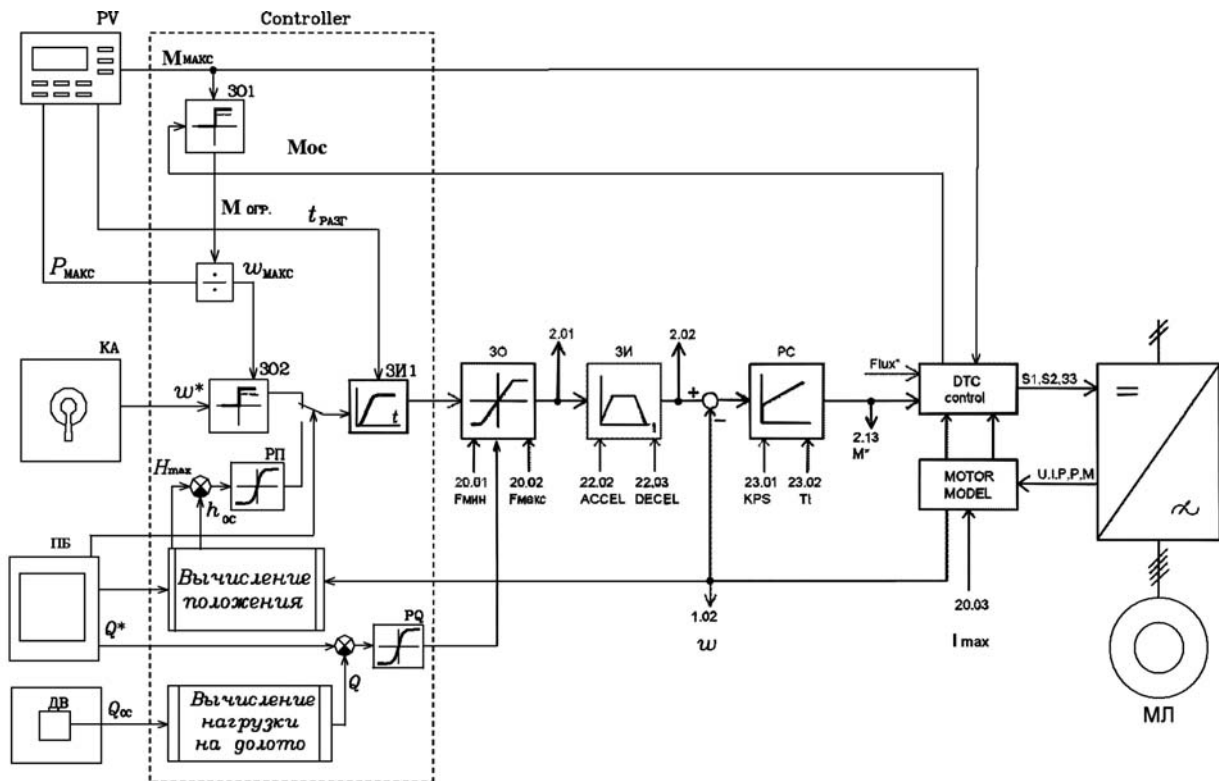 PV
Controller
Mмакс
ЗО1
Moc
M огр.
tРАЗГ
Pмакс
÷
wмакс
КА
w*
ЗО2
ЗИ1
t
ЗО
2.01
ЗИ
2.02
РС
Flux*
DTC
control
S1,S2,S3
+
−
t
2.13
M*
MOTOR
MODEL
U.I.P,P,M
Hmax
РП
hос
20.01
Fмин
20.02
Fмакс
22.02
ACCEL
22.03
DECEL
23.01
KPS
23.02
Ti
ПБ
Вычисление
положения
Q*
PQ
1.02
w
20.03
I max
Q
ДВ
Qос
Вычисление
нагрузки
на долото
МЛ